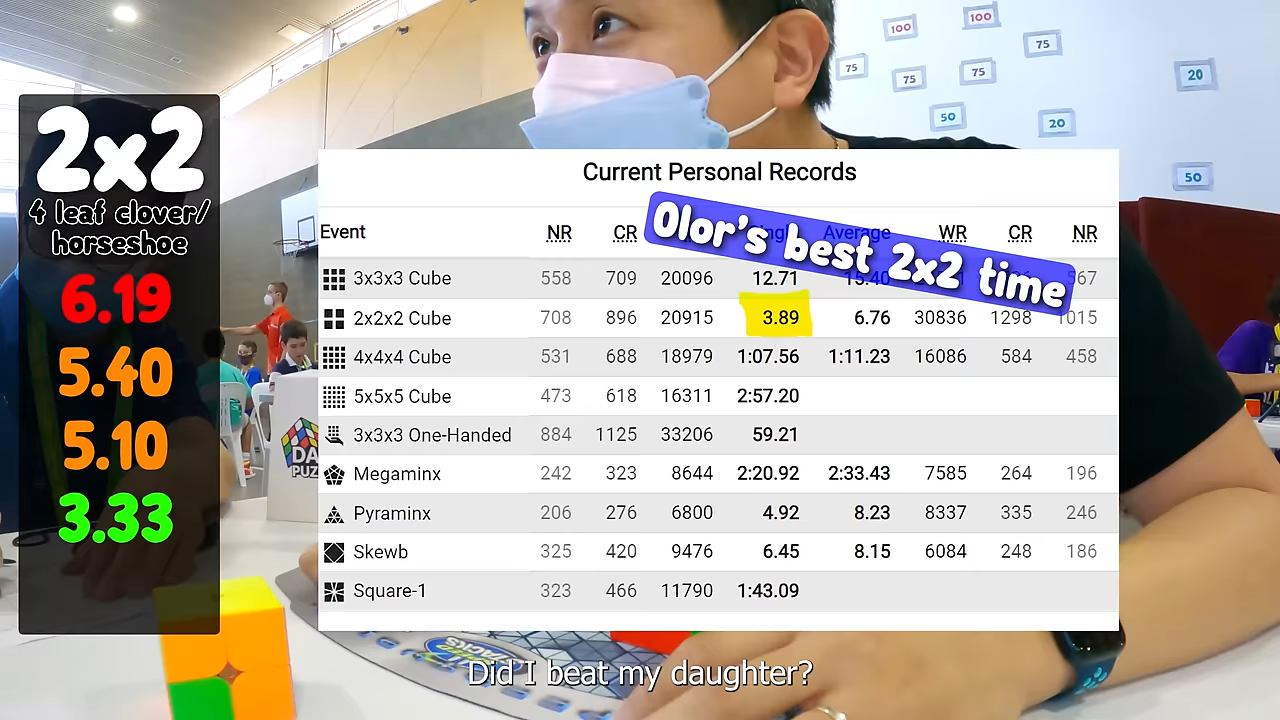 100
100
75
75
75
75
20
50
20
50
2x2
4 leaf clover/
horseshoe
6.19
5.40
5.10
3.33
Current Personal Records
Olor's best 2x2 time
Event NR CR Average WR CR NR
3x3x3 Cube 558 709 20096 12.71 15.40 567
2x2x2 Cube 708 896 20915 3.89 6.76 30836 1298 1015
4x4x4 Cube 531 688 18979 1:07.56 1:11.23 16086 584 458
5x5x5 Cube 473 618 16311 2:57.20
3x3x3 One-Handed 884 1125 33206 59.21
Megaminx 242 323 8644 2:20.92 2:33.43 7585 264 196
Pyraminx 206 276 6800 4.92 8.23 8337 335 246
Skewb 325 420 9476 6.45 8.15 6084 248 186
Square-1 323 466 11790 1:43.09
Did I beat my daughter?